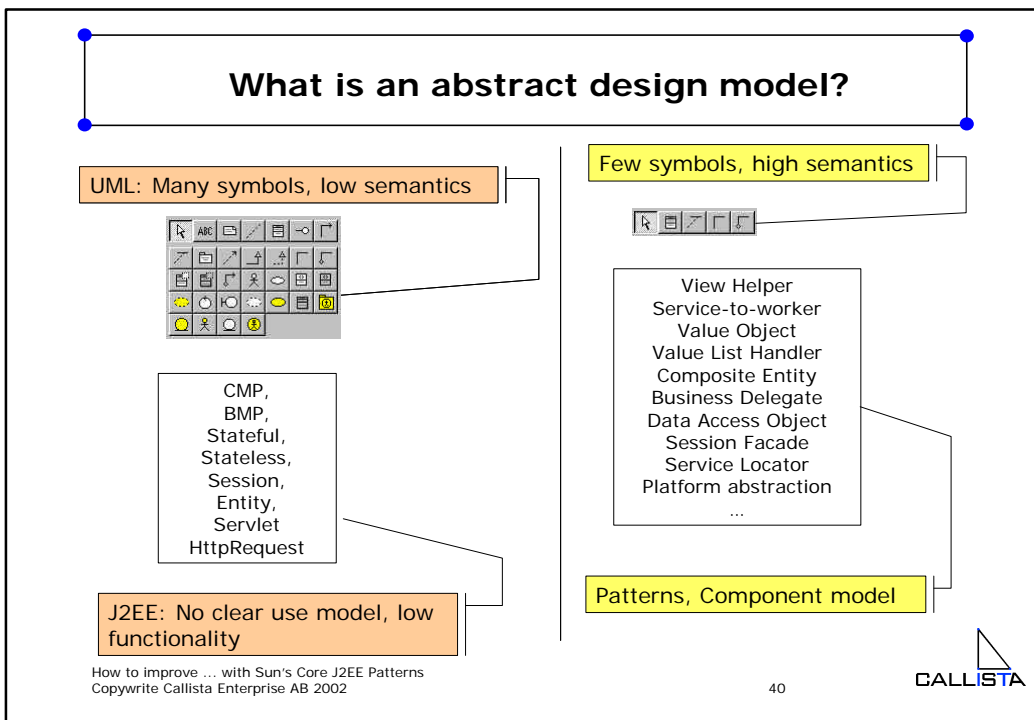 What is an abstract design model?
UML: Many symbols, low semantics
ABC
CMP,
BMP,
Stateful,
Stateless,
Session,
Entity,
Servlet
HttpRequest
J2EE: No clear use model, low
functionality
Few symbols, high semantics
View Helper
Service-to-worker
Value Object
Value List Handler
Composite Entity
Business Delegate
Data Access Object
Session Facade
Service Locator
Platform abstraction
...
Patterns, Component model
How to improve ... with Sun's Core J2EE Patterns
Copywrite Callista Enterprise AB 2002
40
CALLISTA